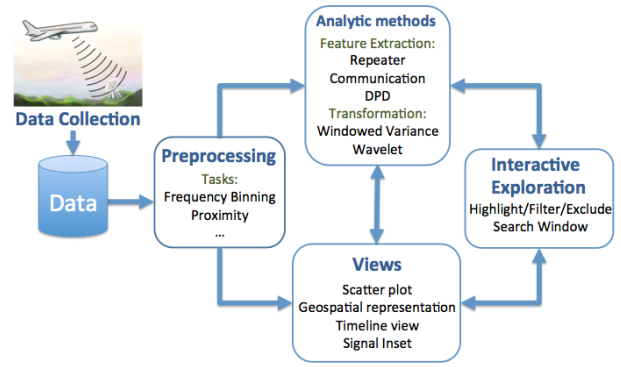 Data Collection
Data
Preprocessing
Tasks:
Frequency Binning
Proximity
...
Analytic methods
Feature Extraction:
Repeater
Communication
DPD
Transformation:
Windowed Variance
Wavelet
Views
Scatter plot
Geospatial representation
Timeline view
Signal Inset
Interactive
Exploration
Highlight/Filter/Exclude
Search Window